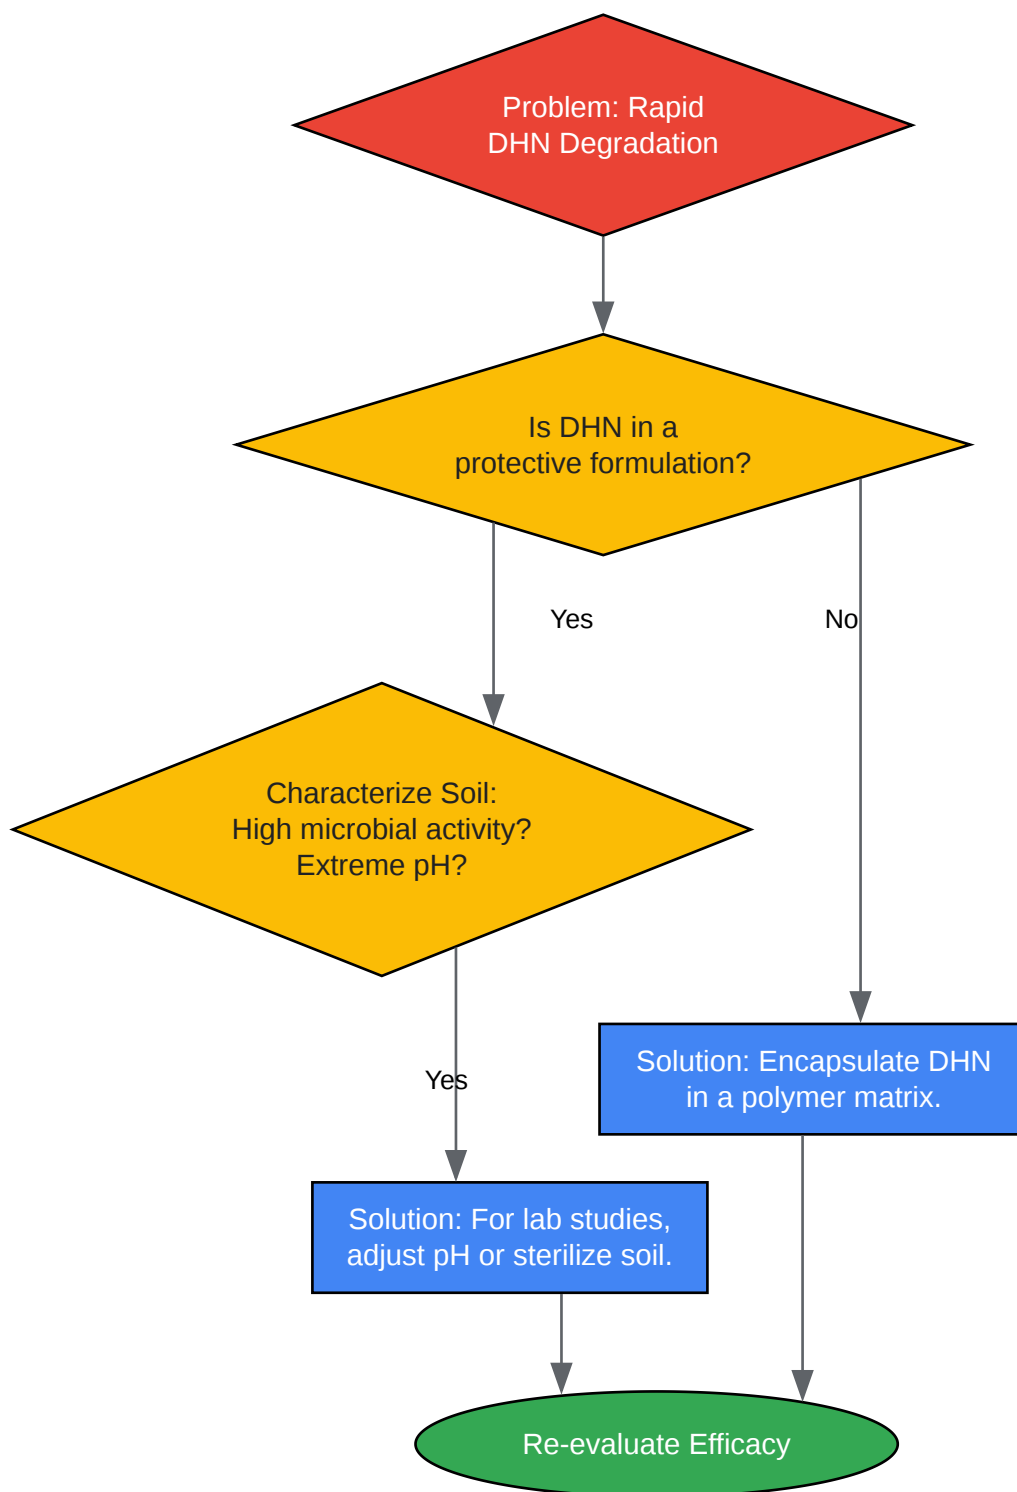 Problem: Rapid
DHN Degradation
Is DHN in a
protective formulation?
Yes
No
Characterize Soil:
High microbial activity?
Extreme pH?
Solution: Encapsulate DHN
in a polymer matrix.
Yes
Solution: For lab studies,
adjust pH or sterilize soil.
Re-evaluate Efficacy